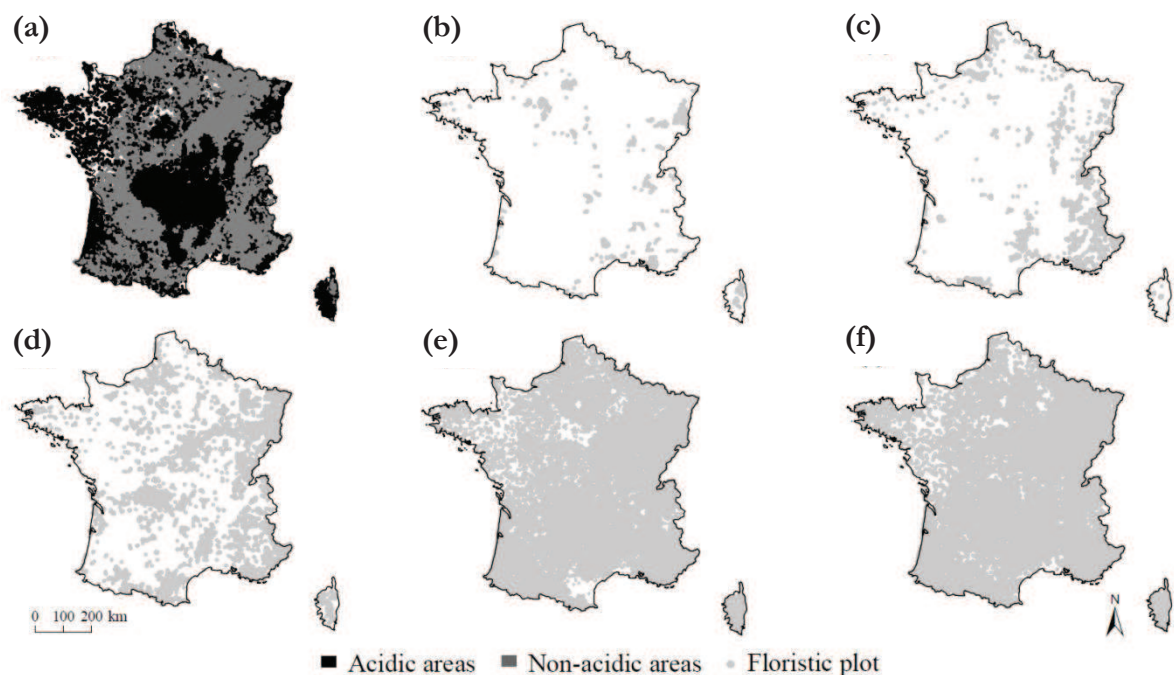 (a)
(b)
(c)
(d)
(e)
(f)
0 100 200 km
N
Acidic areas Non-acidic areas Floristic plot